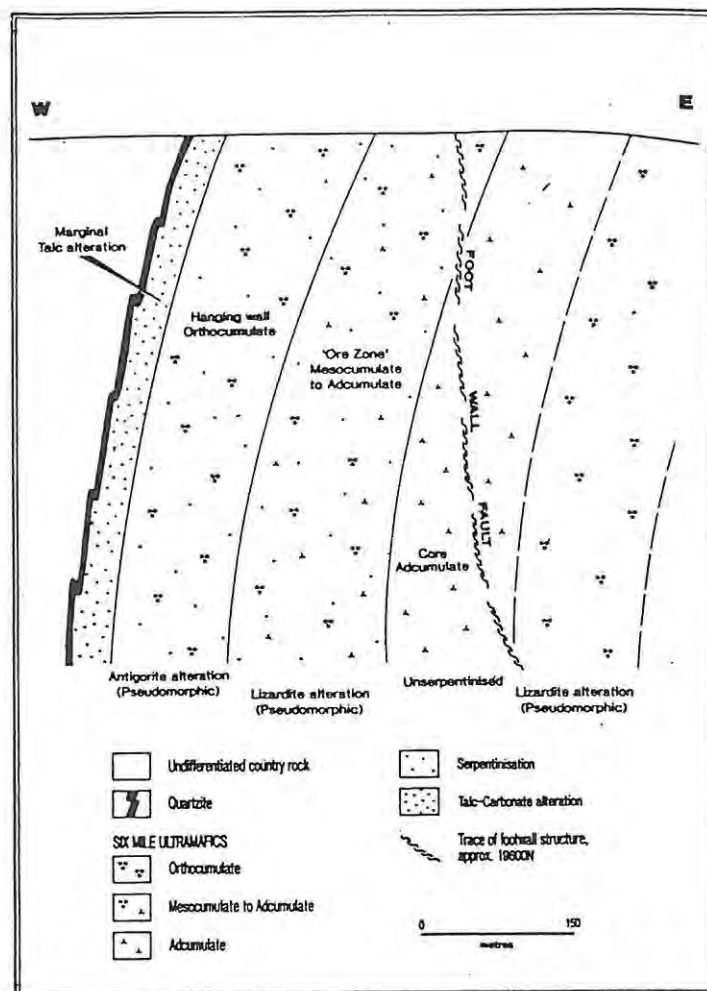 W
E
Marginal
Talc alteration
Hanging wall
Orthocumulate
'Ore Zone'
Mesocumulate
to Adcumulate
FOOT
WALL
FAULT
Core
Adcumulate
Antigorite alteration
(Pseudomorphic)
Lizardite alteration
(Pseudomorphic)
Unserpentinised
Lizardite alteration
(Pseudomorphic)
Undifferentiated country rock
Quartzite
SIX MILE ULTRAMAFICS
Orthocumulate
Mesocumulate to Adcumulate
Adcumulate
Serpentinisation
Talc-Carbonate alteration
Trace of footwall structure,
approx. 19600N
0
150
metres